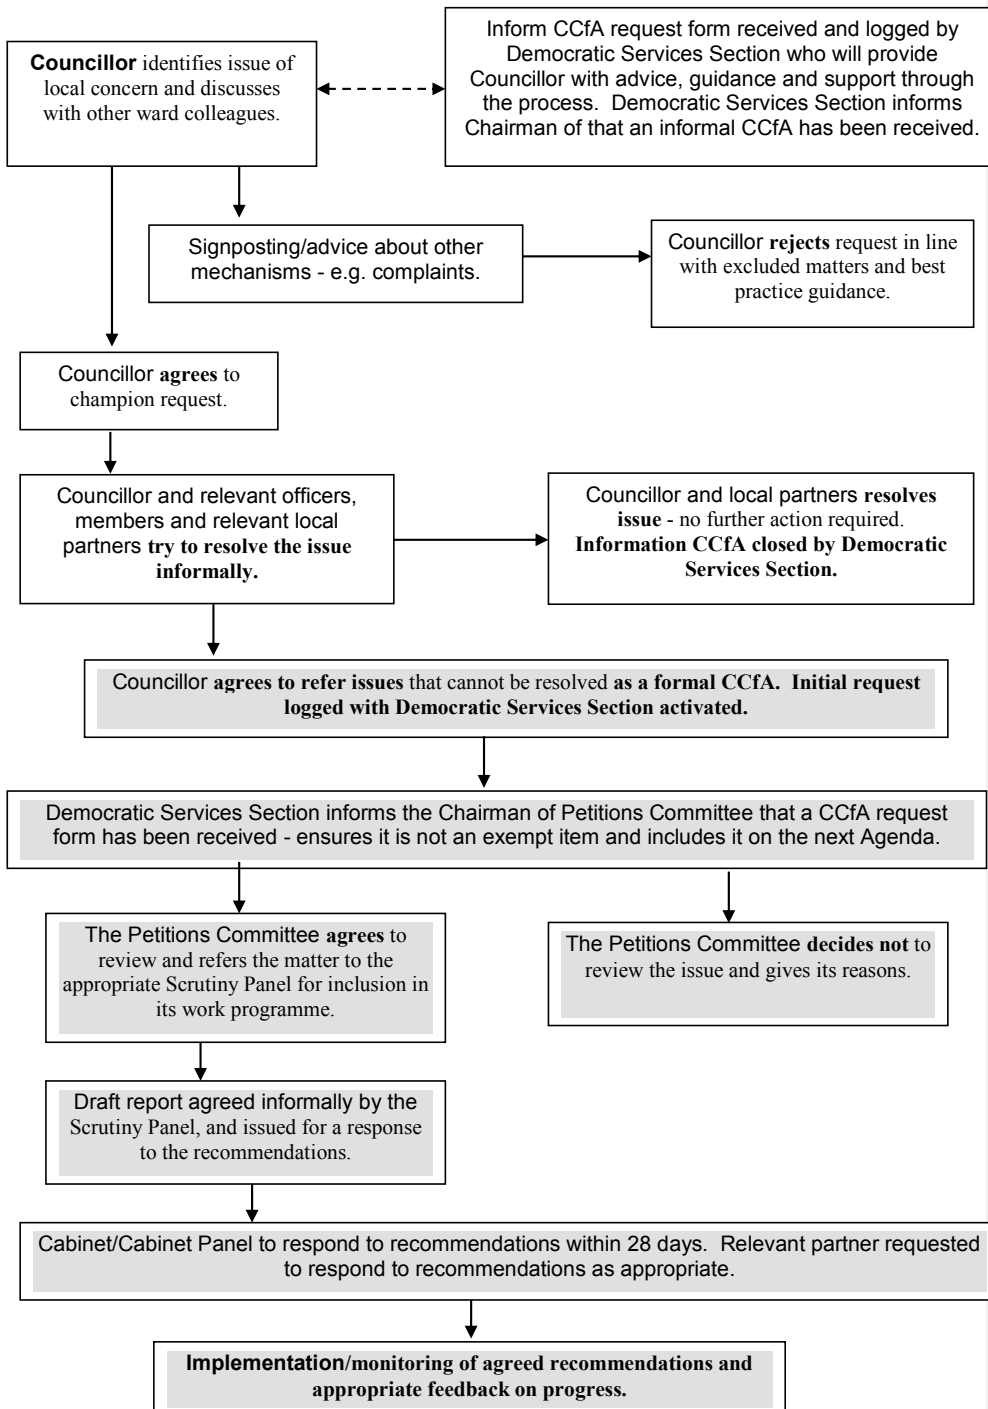 Councillor identifies issue of
local concern and discusses
with other ward colleagues.
Inform CCfA request form received and logged by
Democratic Services Section who will provide
Councillor with advice, guidance and support through
the process.  Democratic Services Section informs
Chairman of that an informal CCfA has been received.
Signposting/advice about other
mechanisms - e.g. complaints.
Councillor rejects request in line
with excluded matters and best
practice guidance.
Councillor agrees to
champion request.
Councillor and relevant officers,
members and relevant local
partners try to resolve the issue
informally.
Councillor and local partners resolves
issue - no further action required.
Information CCfA closed by Democratic
Services Section.
Councillor agrees to refer issues that cannot be resolved as a formal CCfA.  Initial request
logged with Democratic Services Section activated.
Democratic Services Section informs the Chairman of Petitions Committee that a CCfA request
form has been received - ensures it is not an exempt item and includes it on the next Agenda.
The Petitions Committee agrees to
review and refers the matter to the
appropriate Scrutiny Panel for inclusion in
its work programme.
The Petitions Committee decides not to
review the issue and gives its reasons.
Draft report agreed informally by the
Scrutiny Panel, and issued for a response
to the recommendations.
Cabinet/Cabinet Panel to respond to recommendations within 28 days.  Relevant partner requested
to respond to recommendations as appropriate.
Implementation/monitoring of agreed recommendations and
appropriate feedback on progress.